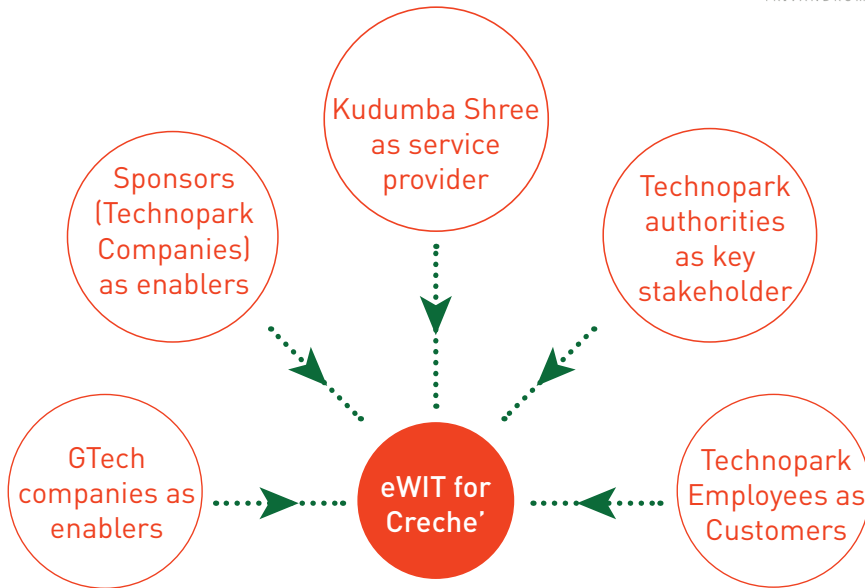 Kudumba Shree
as service
provider
Sponsors
(Technopark
Companies)
as enablers
Technopark
authorities
as key
stakeholder
GTech
companies as
enablers
eWIT for
Creche’
Technopark
Employees as
Customers